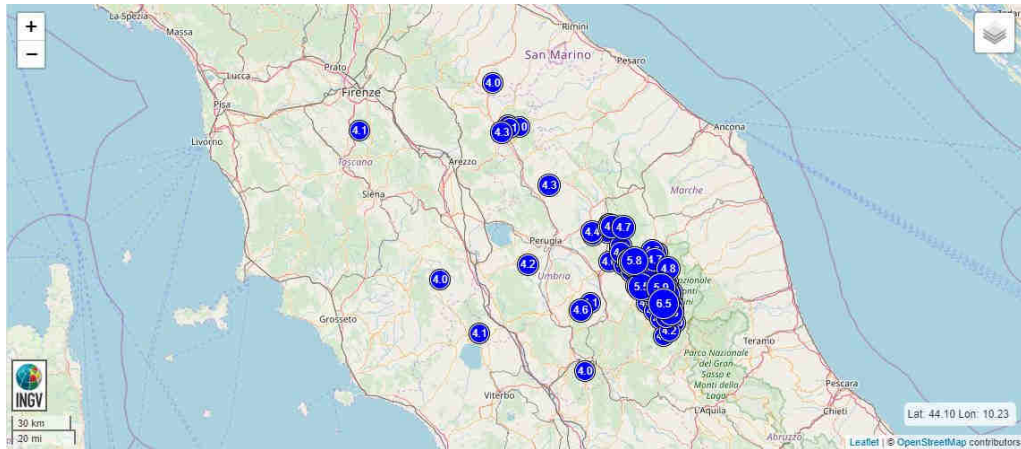 La Spezia
Massa
Rimini
+
−
San Marino
Pesaro
Lucca
Prato
4.0
Firenze
Pisa
4.1
4.3
Ancona
Livorno
Toscana
Arezzo
4.3
Marche
Siena
4.4
4.7
Perugia
5.8
4.2
Umbria
4.8
4.0
5.9
6.5
4.6
Grosseto
4.1
4.2
Teramo
Parco Nazionale
del Gran
Sasso e
Monti della
Laga
4.0
Viterbo
Pescara
INGV
L'Aquila
Chieti
Lat: 44.10 Lon: 10.23
30 km
20 mi
Abruzzo
Leaflet | © OpenStreetMap contributors